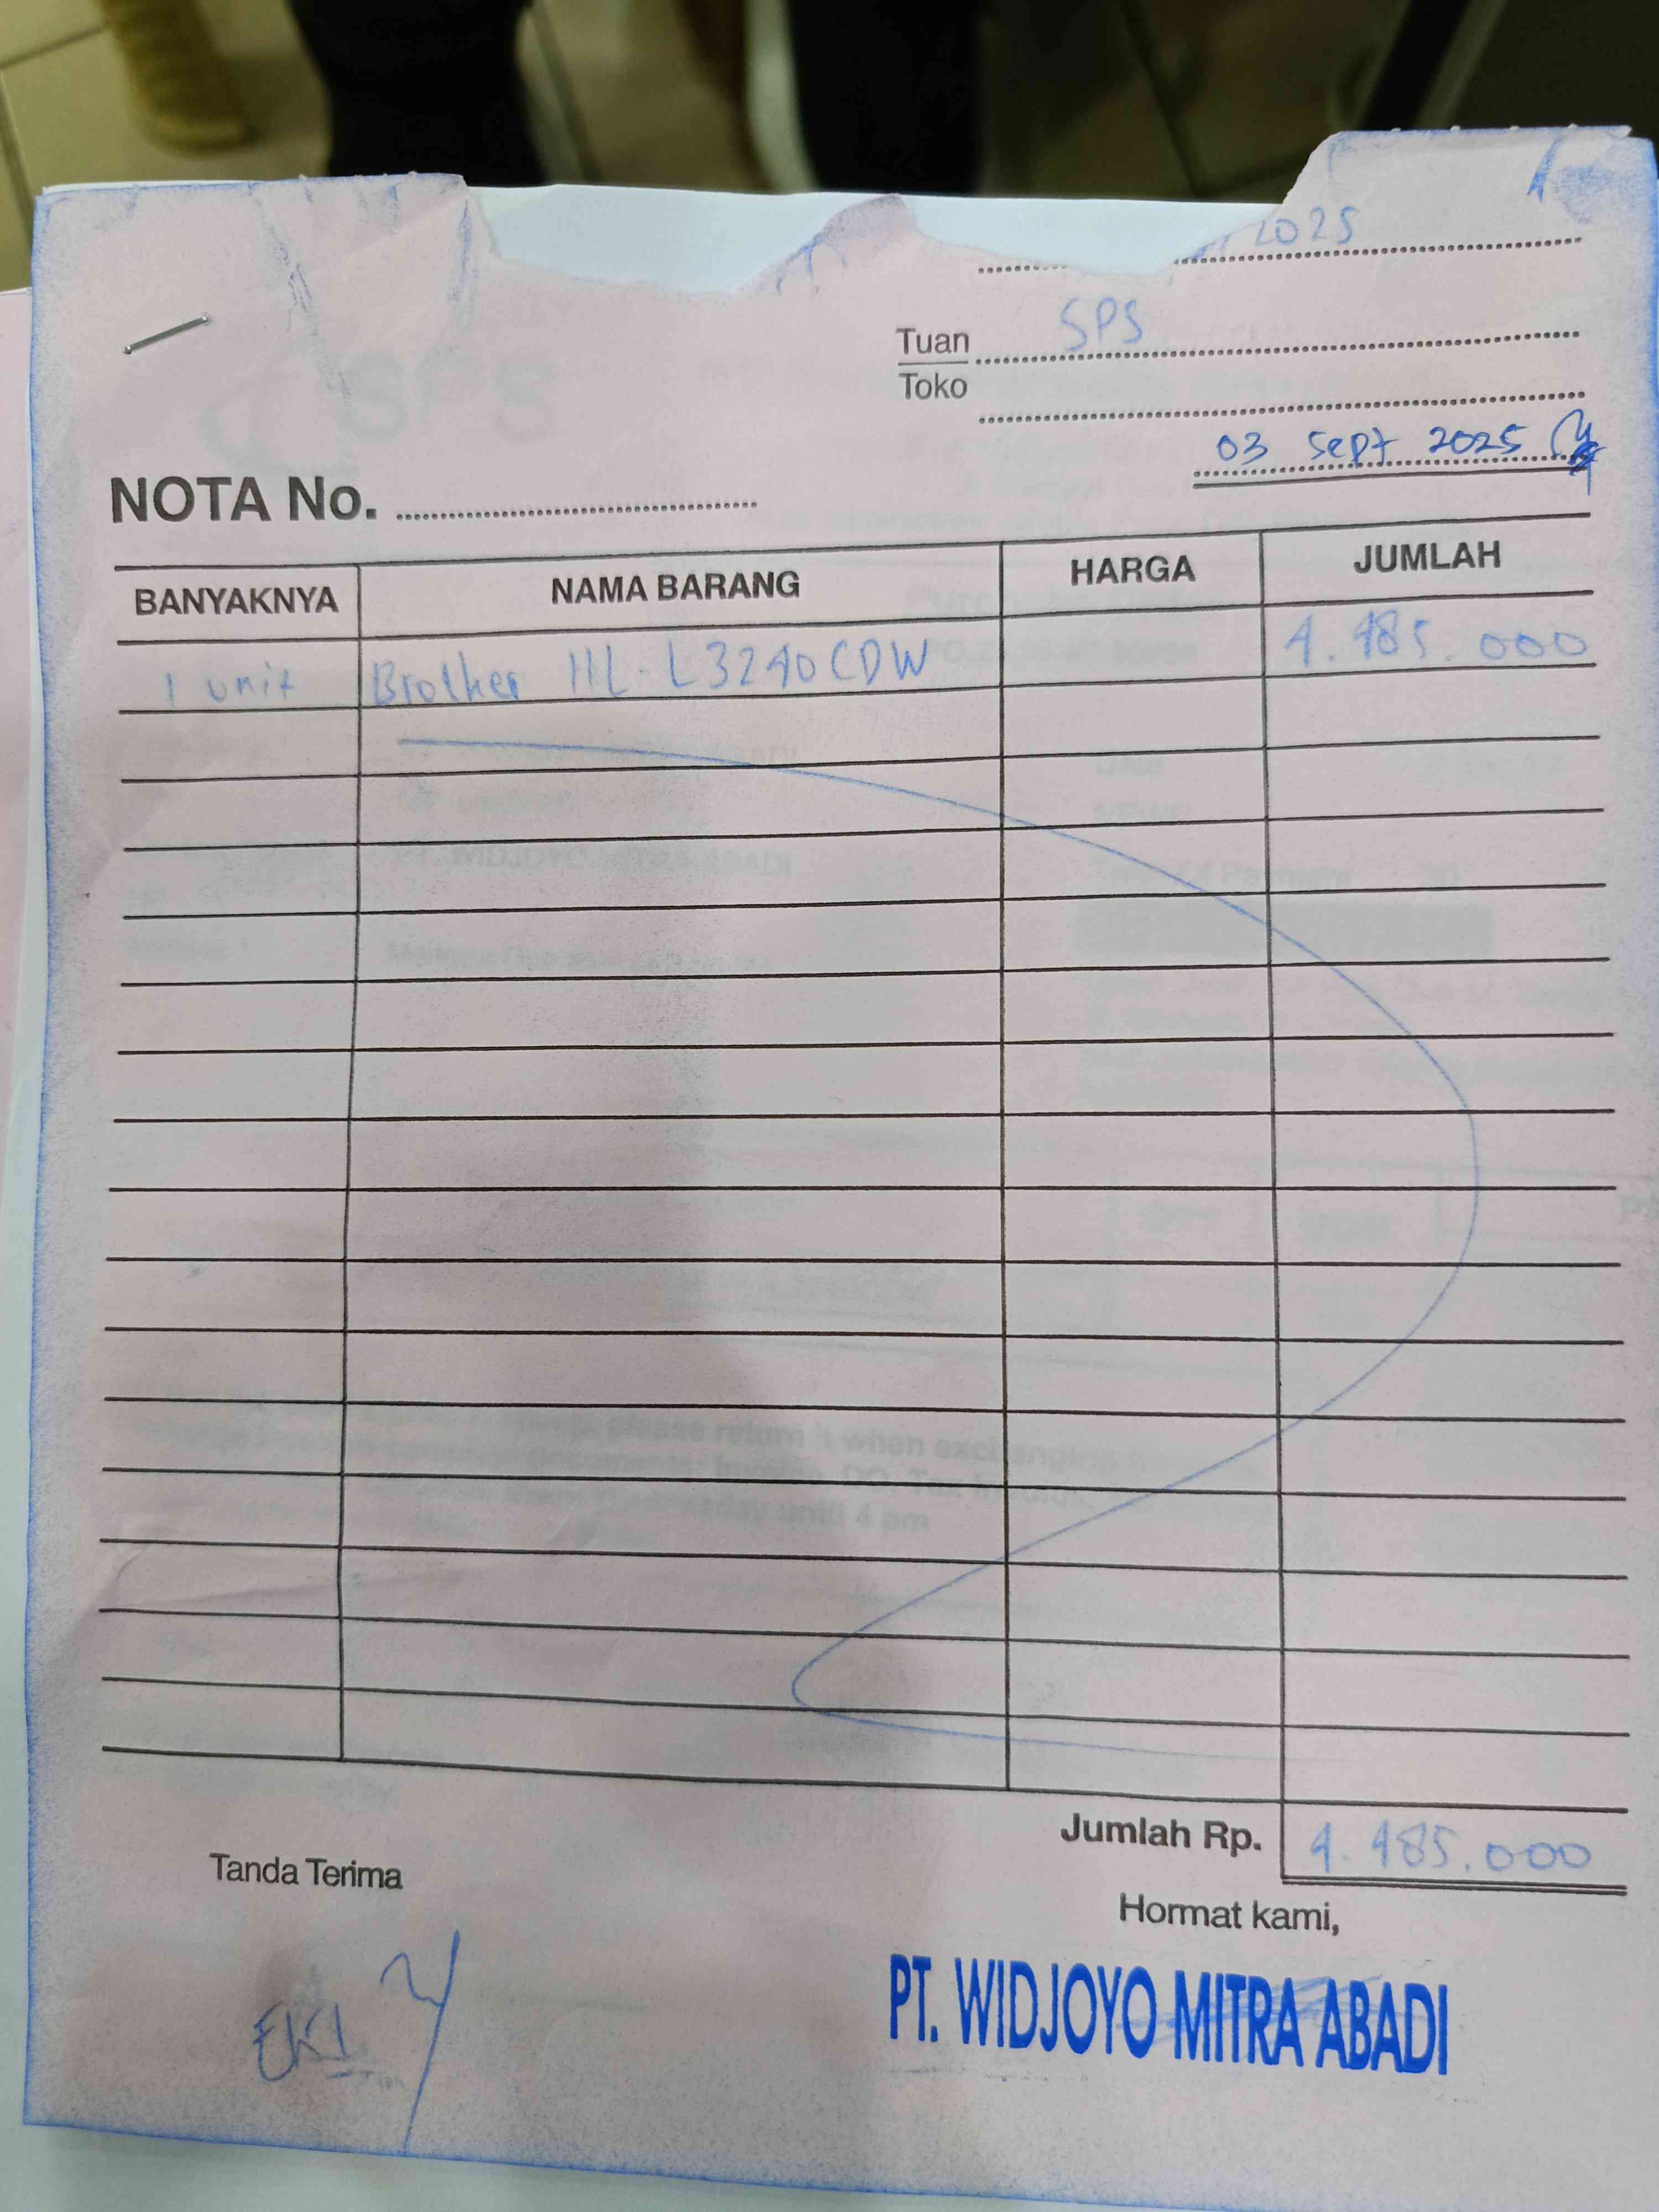 2025
Tuan SPS
Toko
03 Sept 2025
NOTA No.
BANYAKNYA NAMA BARANG HARGA JUMLAH
1 unit Brother HL-L3240CDW 4.485.000
Jumlah Rp. 4.485.000
Tanda Terima
Hormat kami,
EKI
PT. WIDJOYO MITRA ABADI